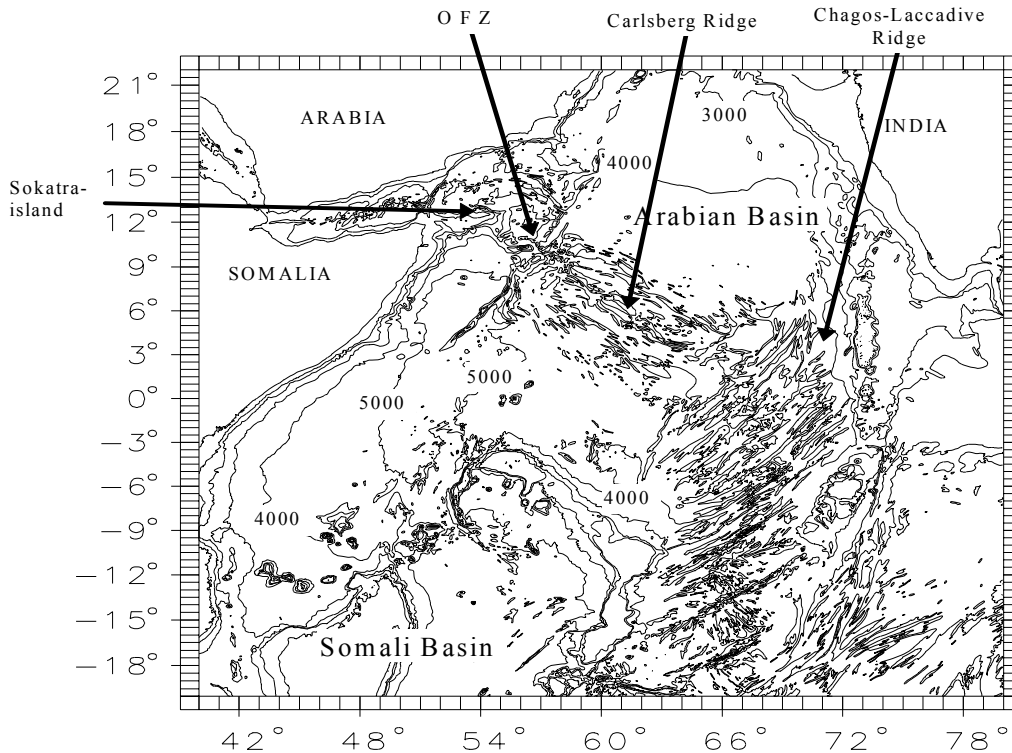 O F Z
Carlsberg Ridge
Chagos-Laccadive
Ridge
21°
18°
15°
12°
9°
6°
3°
0°
−3°
−6°
−9°
−12°
−15°
−18°
Sokatra-
island
ARABIA
INDIA
SOMALIA
3000
4000
Arabian Basin
5000
5000
4000
4000
Somali Basin
42°
48°
54°
60°
66°
72°
78°